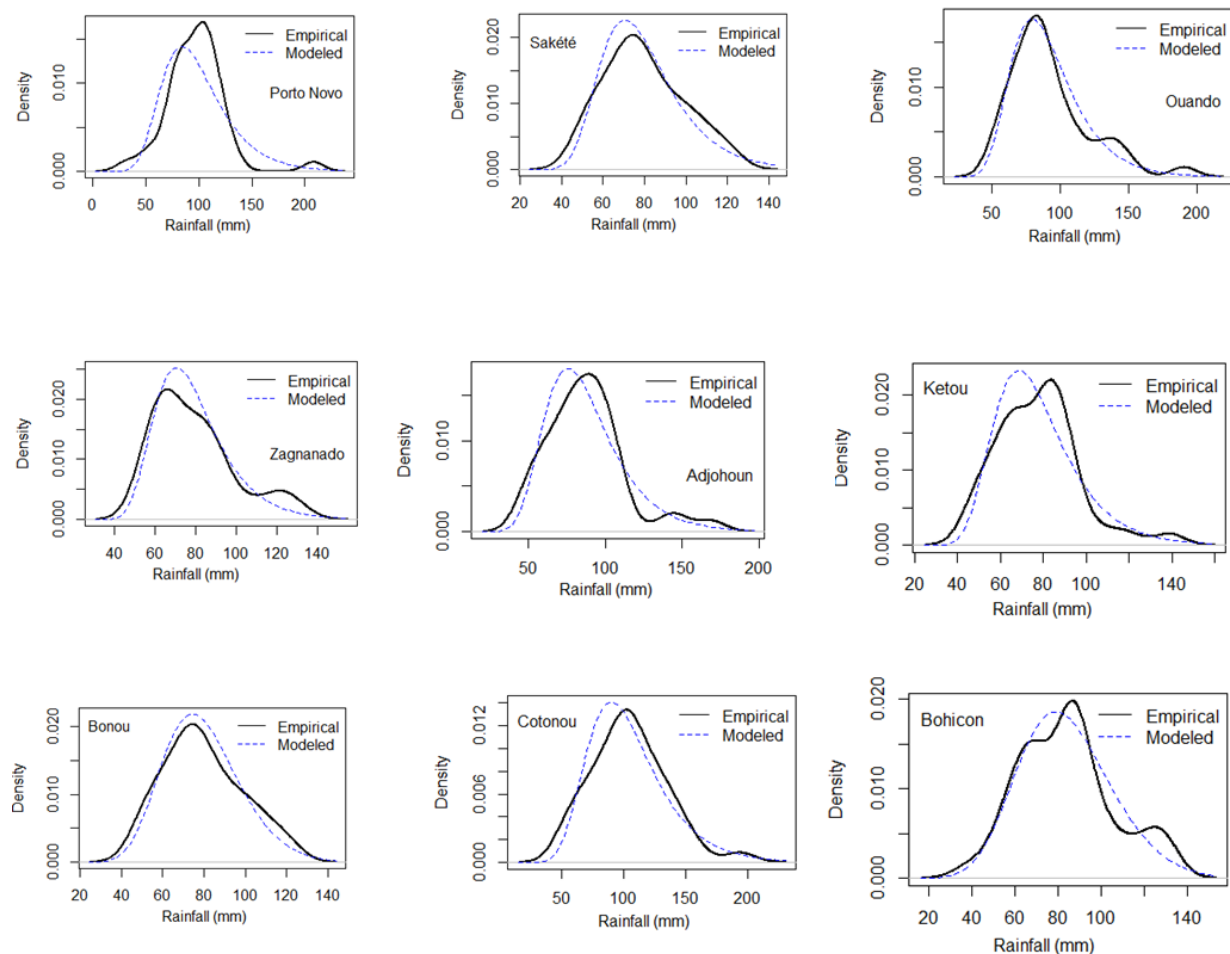 Density
0.000
0.010
Empirical
Modeled
Porto Novo
0
50
100
150
200
Rainfall (mm)
Density
0.000
0.010
0.020
Sakété
Empirical
Modeled
20
40
60
80
100
120
140
Rainfall (mm)
Density
0.000
0.010
Empirical
Modeled
Ouando
50
100
150
200
Rainfall (mm)
Density
0.000
0.010
0.020
Empirical
Modeled
Zagnanado
40
60
80
100
120
140
Rainfall (mm)
Density
0.000
0.010
Empirical
Modeled
Adjohoun
50
100
150
200
Rainfall (mm)
Density
0.000
0.010
0.020
Ketou
Empirical
Modeled
20
40
60
80
100
140
Rainfall (mm)
Density
0.000
0.010
0.020
Bonou
Empirical
Modeled
20
40
60
80
100
120
140
Rainfall (mm)
Density
0.000
0.006
0.012
Cotonou
Empirical
Modeled
50
100
150
200
Rainfall (mm)
Density
0.000
0.010
0.020
Bohicon
Empirical
Modeled
20
40
60
80
100
140
Rainfall (mm)